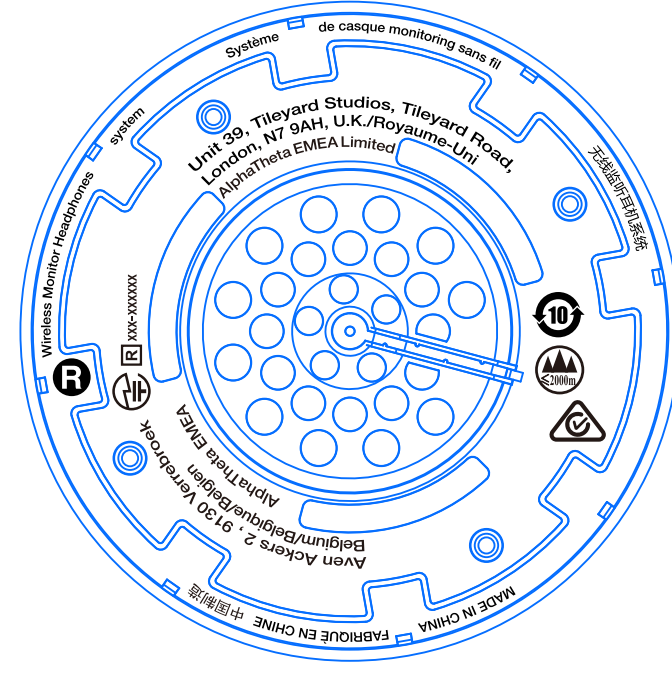 Wireless Monitor Headphones system
Système de casque monitoring sans fil
无线监听耳机系统
Unit 39, Tileyard Studios, Tileyard Road,
London, N7 9AH, U.K./Royaume-Uni
AlphaTheta EMEA Limited
10
≤2000m
R
R xxx-xxxxxx
AlphaTheta EMEA
Aven Ackers 2 , 9130 Verrebroek
Belgium/Belgique/Belgien
MADE IN CHINA
FABRIQUÈ EN CHINE
中国制造